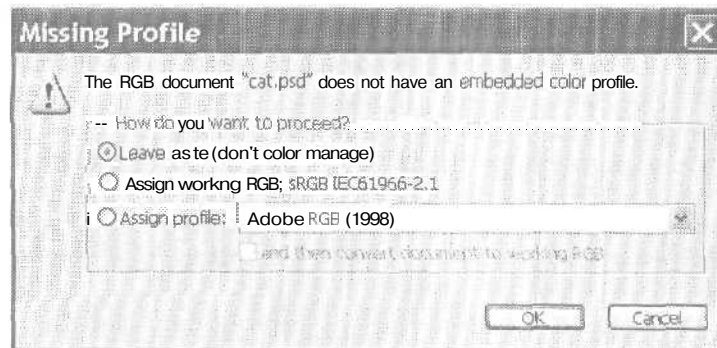 Missing Profile
The RGB document "cat.psd" does not have an embedded color profile.
-- How do you want to proceed?
Leave as te (don't color manage)
Assign workng RGB; sRGB IEC61966-2.1
i Assign profile: Adobe RGB (1998)
and then convert document to working RGB
OK Cancel